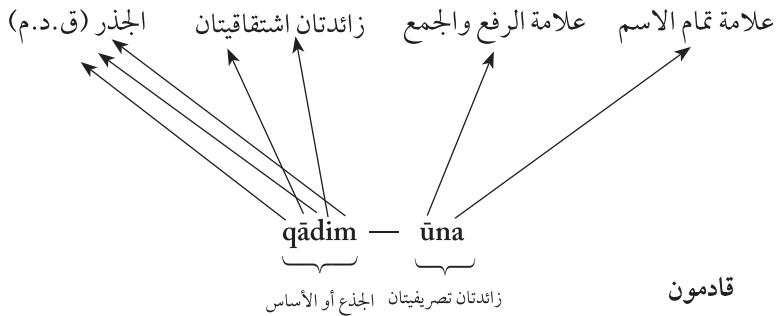 علامة تمام الاسم علامة الرفع والجمع زائدتان اشتقاقيتان الجذر (ق.د.م)
qādim — ūna
زائدتان تصريفيتان الجذع أو الأساس
قادمون